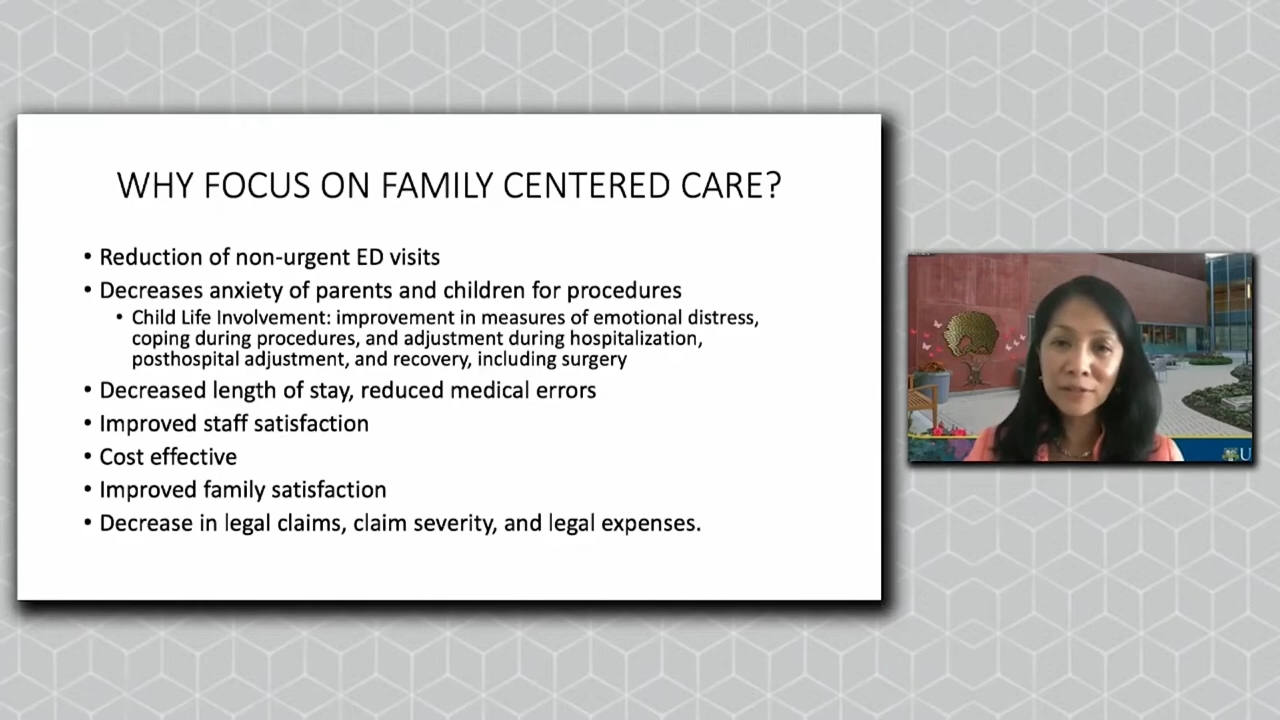 WHY FOCUS ON FAMILY CENTERED CARE?
• Reduction of non-urgent ED visits
• Decreases anxiety of parents and children for procedures
• Child Life Involvement: improvement in measures of emotional distress,
coping during procedures, and adjustment during hospitalization,
posthospital adjustment, and recovery, including surgery
• Decreased length of stay, reduced medical errors
• Improved staff satisfaction
• Cost effective
• Improved family satisfaction
• Decrease in legal claims, claim severity, and legal expenses.
U